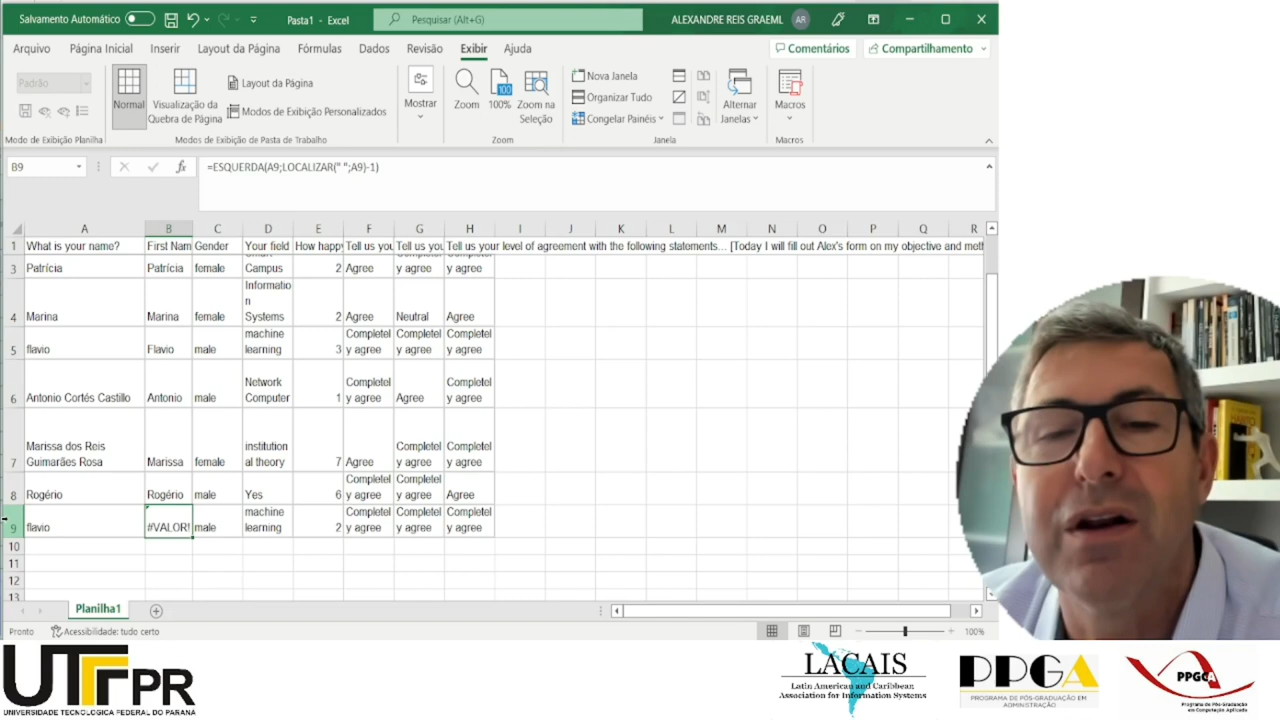 Salvamento Automático
Pasta1 - Excel
Pesquisar (Alt+G)
ALEXANDRE REIS GRAEML
AR
Arquivo Página Inicial Inserir Layout da Página Fórmulas Dados Revisão Exibir Ajuda
Comentários
Compartilhamento
Padrão
Normal
Visualização da
Quebra de Página
Layout da Página
Modos de Exibição Personalizados
Mostrar
Zoom
100
100%
Zoom na
Seleção
Nova Janela
Organizar Tudo
Congelar Painéis
Alternar
Janelas
Macros
Modo de Exibição Planilha
Modos de Exibição de Pasta de Trabalho
Zoom
Janela
Macros
B9
fx
=ESQUERDA(A9;LOCALIZAR(" ";A9)-1)
A B C D E F G H I J K L M N O P Q R
1 What is your name? First Nam Gender Your field How happy Tell us you Tell us you Tell us your level of agreement with the following statements... [Today I will fill out Alex's form on my objective and meth
3 Patrícia Patrícia female Campus 2 Agree y agree y agree
4 Marina Marina female Informatio n Systems 2 Agree Neutral Agree
5 flavio Flavio male machine learning 3 Completel y agree Completel y agree Completel y agree
6 Antonio Cortés Castillo Antonio male Network Computer 1 Completel y agree Agree Completel y agree
7 Marissa dos Reis Guimarães Rosa Marissa female institution al theory 7 Agree Completel y agree Completel y agree
8 Rogério Rogério male Yes 6 Completel y agree Completel y agree Agree
9 flavio #VALOR! male machine learning 2 Completel y agree Completel y agree Completel y agree
10
11
12
13
Planilha1
Pronto
Acessibilidade: tudo certo
100%
UTFPR
UNIVERSIDADE TECNOLÓGICA FEDERAL DO PARANÁ
LACAIS
Latin American and Caribbean
Association for Information Systems
PPGA
PROGRAMA DE PÓS-GRADUAÇÃO EM
ADMINISTRAÇÃO
PPGCA
Programa de Pós-Graduação
em Computação Aplicada